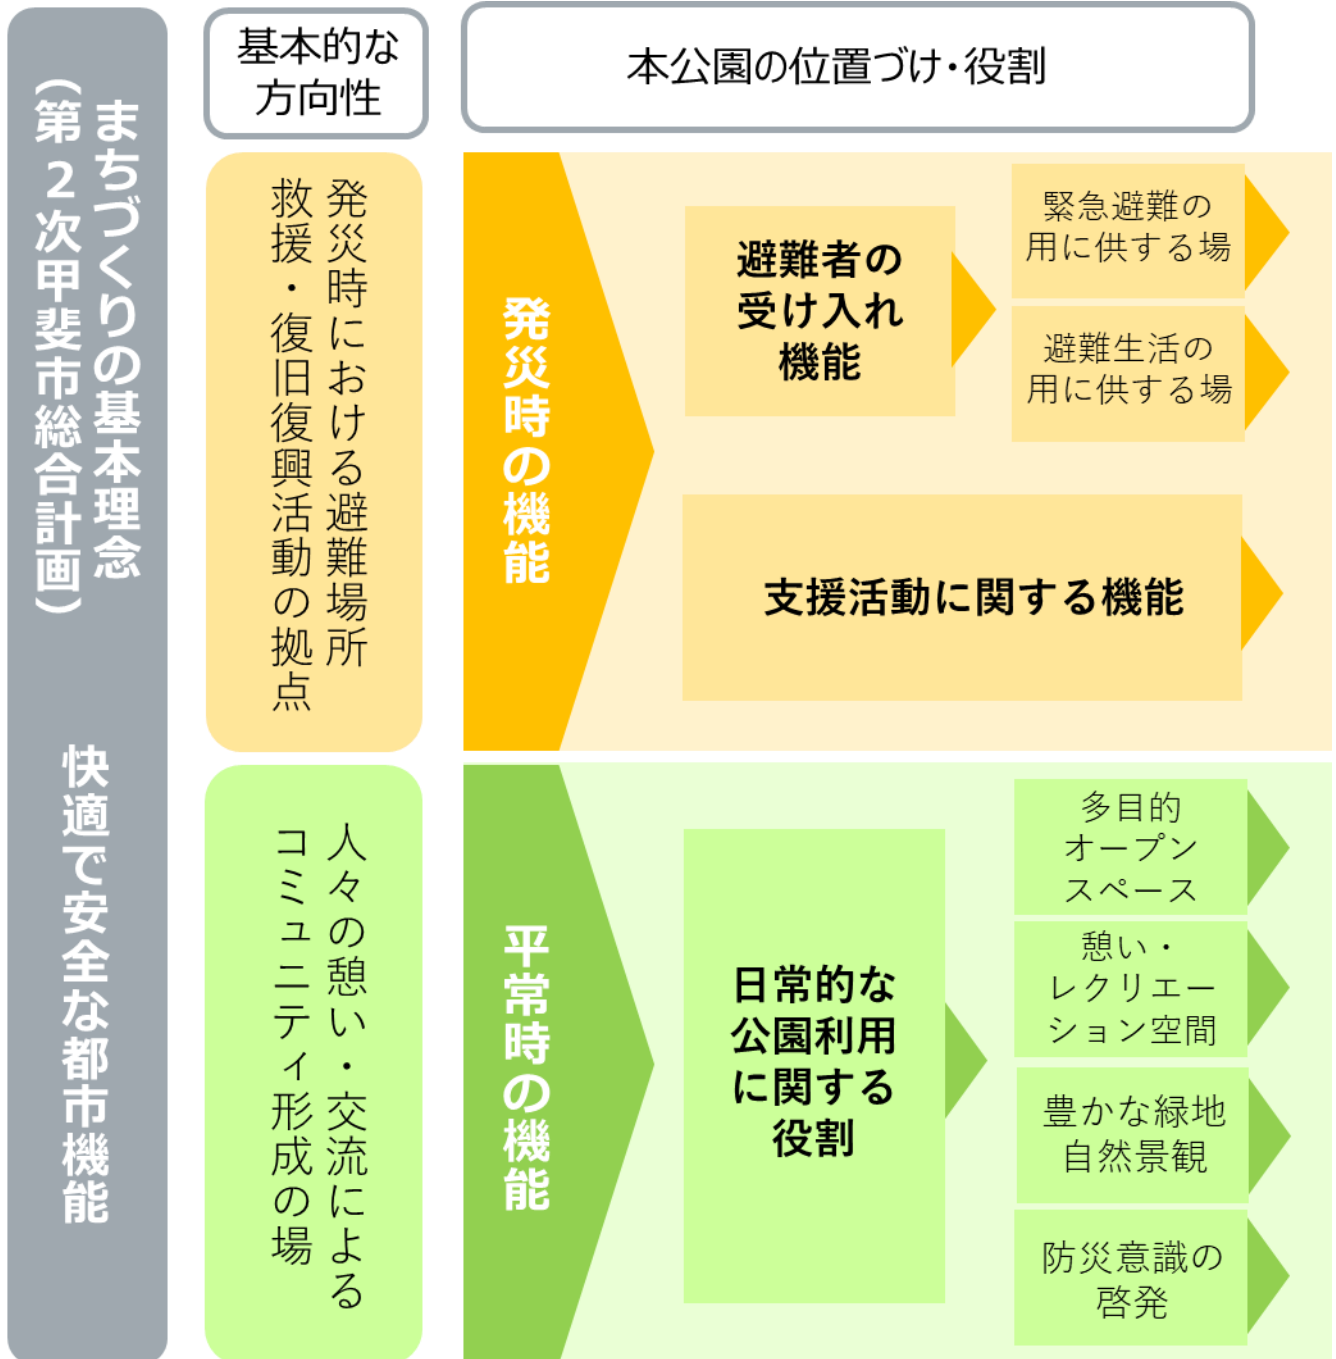 まちづくりの基本理念
(第2次甲斐市総合計画)
快適で安全な都市機能
基本的な
方向性
本公園の位置づけ・役割
発災時における避難場所
救援・復旧復興活動の拠点
発災時の機能
避難者の
受け入れ
機能
緊急避難の
用に供する場
避難生活の
用に供する場
支援活動に関する機能
人々の憩い・交流による
コミュニティ形成の場
平常時の機能
日常的な
公園利用
に関する
役割
多目的
オープン
スペース
憩い・
レクリエー
ション空間
豊かな緑地
自然景観
防災意識の
啓発